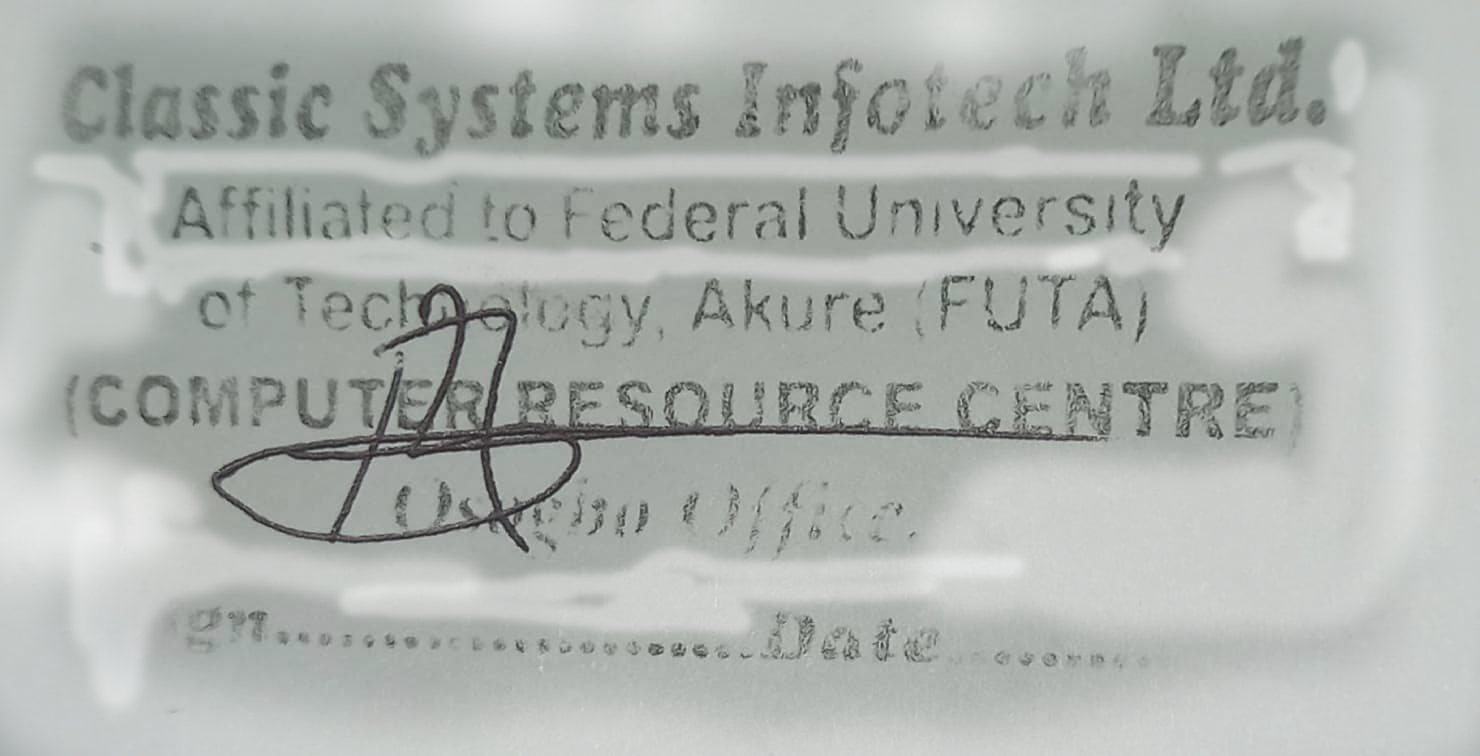 Classic Systems Infotech Ltd.
Affiliated to Federal University
of Technology, Akure (FUTA)
(COMPUTER RESOURCE CENTRE)
Osogbo Office.
gn..............................Date..............